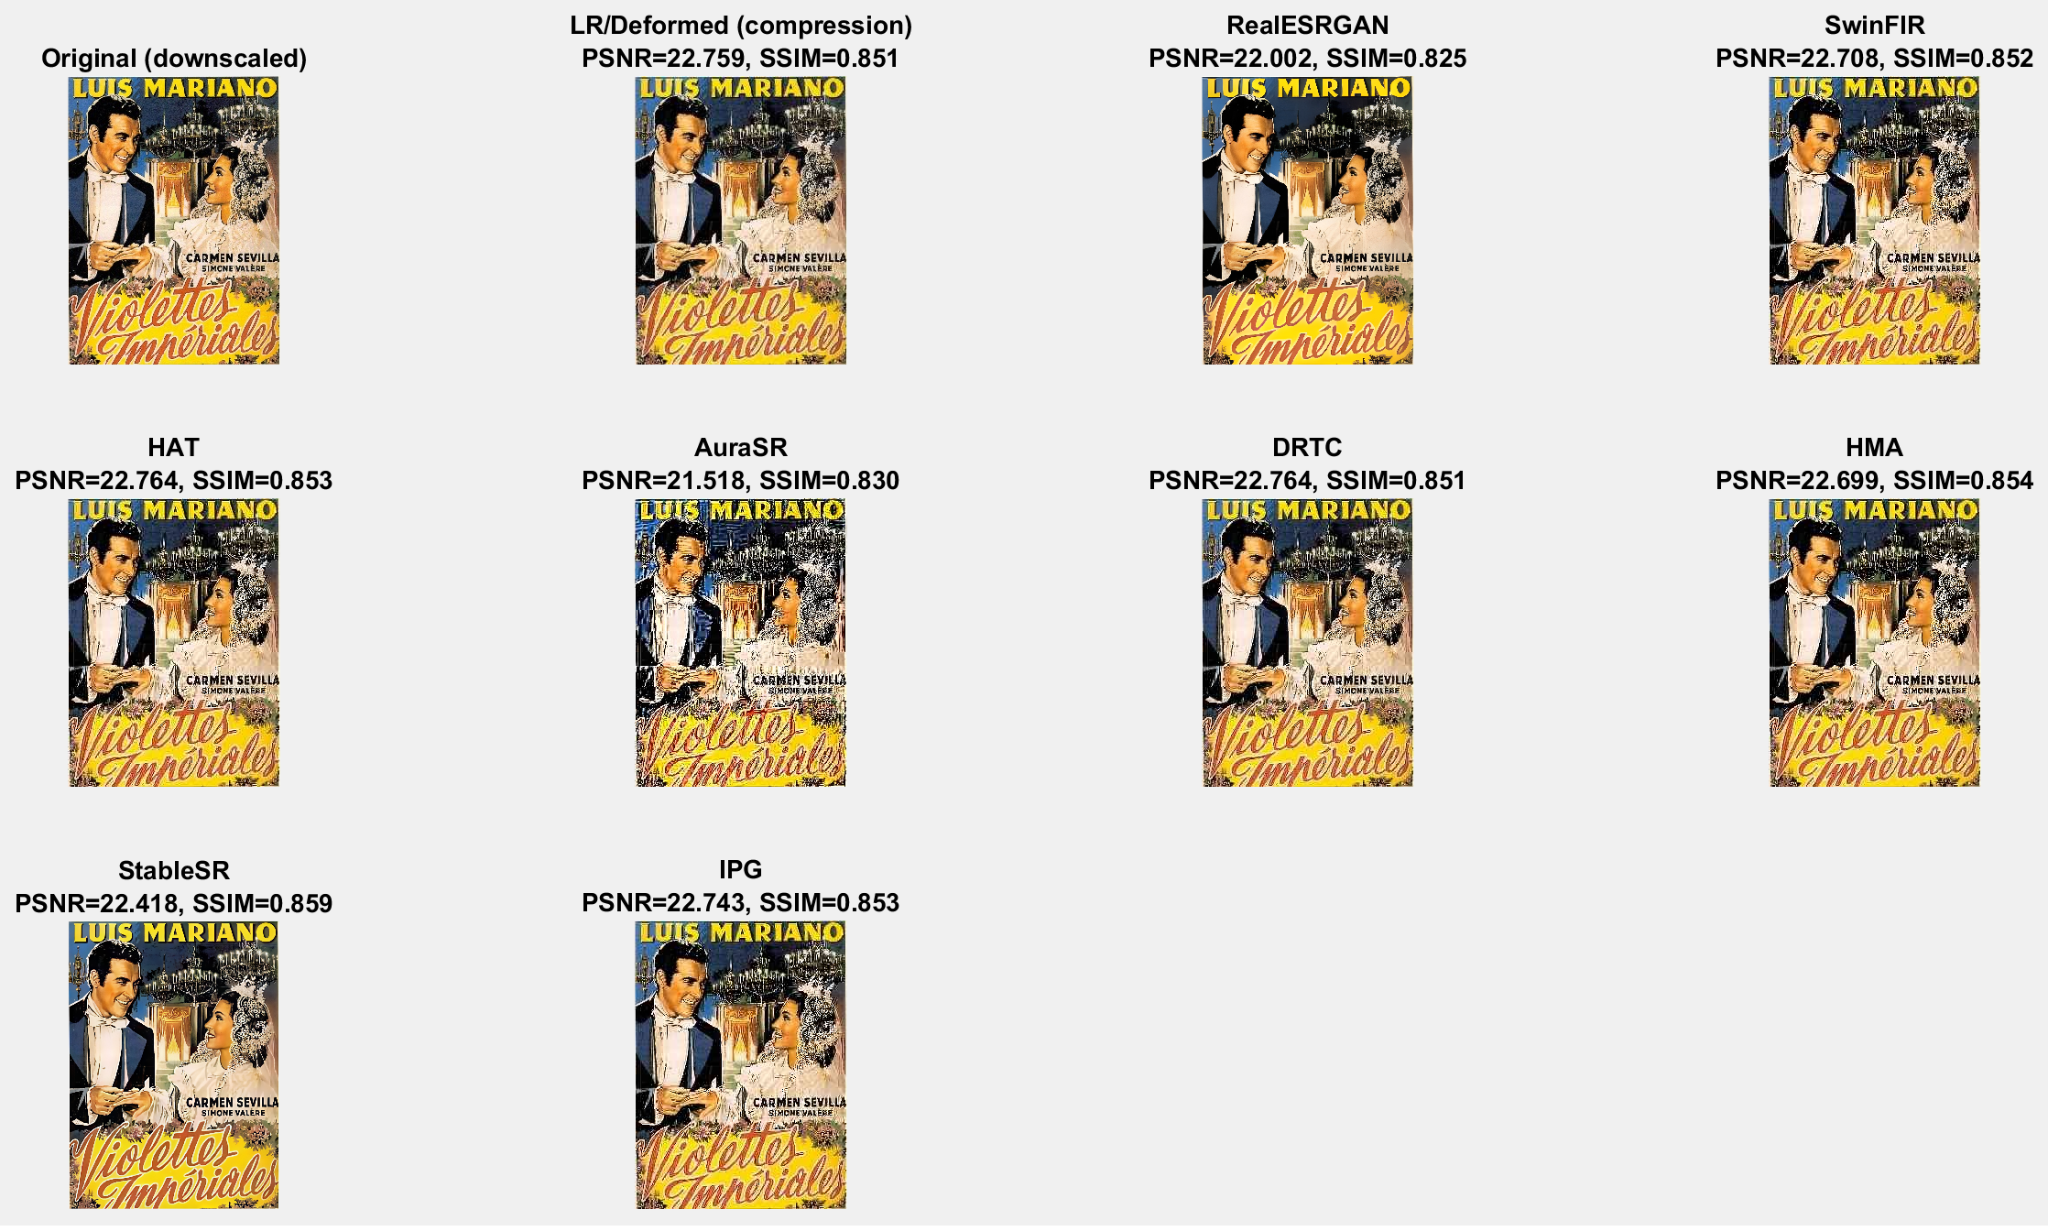 Original (downscaled)
LUIS MARIANO
CARMEN SEVILLA
SIMONE VALÈRE
Violettes
Impériales
LR/Deformed (compression)
PSNR=22.759, SSIM=0.851
LUIS MARIANO
CARMEN SEVILLA
SIMONE VALÈRE
Violettes
Impériales
RealESRGAN
PSNR=22.002, SSIM=0.825
LUIS MARIANO
CARMEN SEVILLA
SIMONE VALÈRE
Violettes
Impériales
SwinFIR
PSNR=22.708, SSIM=0.852
LUIS MARIANO
CARMEN SEVILLA
SIMONE VALÈRE
Violettes
Impériales
HAT
PSNR=22.764, SSIM=0.853
LUIS MARIANO
CARMEN SEVILLA
SIMONE VALÈRE
Violettes
Impériales
AuraSR
PSNR=21.518, SSIM=0.830
LUIS MARIANO
CARMEN SEVILLA
SIMONE VALÈRE
Violettes
Impériales
DRTC
PSNR=22.764, SSIM=0.851
LUIS MARIANO
CARMEN SEVILLA
SIMONE VALÈRE
Violettes
Impériales
HMA
PSNR=22.699, SSIM=0.854
LUIS MARIANO
CARMEN SEVILLA
SIMONE VALÈRE
Violettes
Impériales
StableSR
PSNR=22.418, SSIM=0.859
LUIS MARIANO
CARMEN SEVILLA
SIMONE VALÈRE
Violettes
Impériales
IPG
PSNR=22.743, SSIM=0.853
LUIS MARIANO
CARMEN SEVILLA
SIMONE VALÈRE
Violettes
Impériales